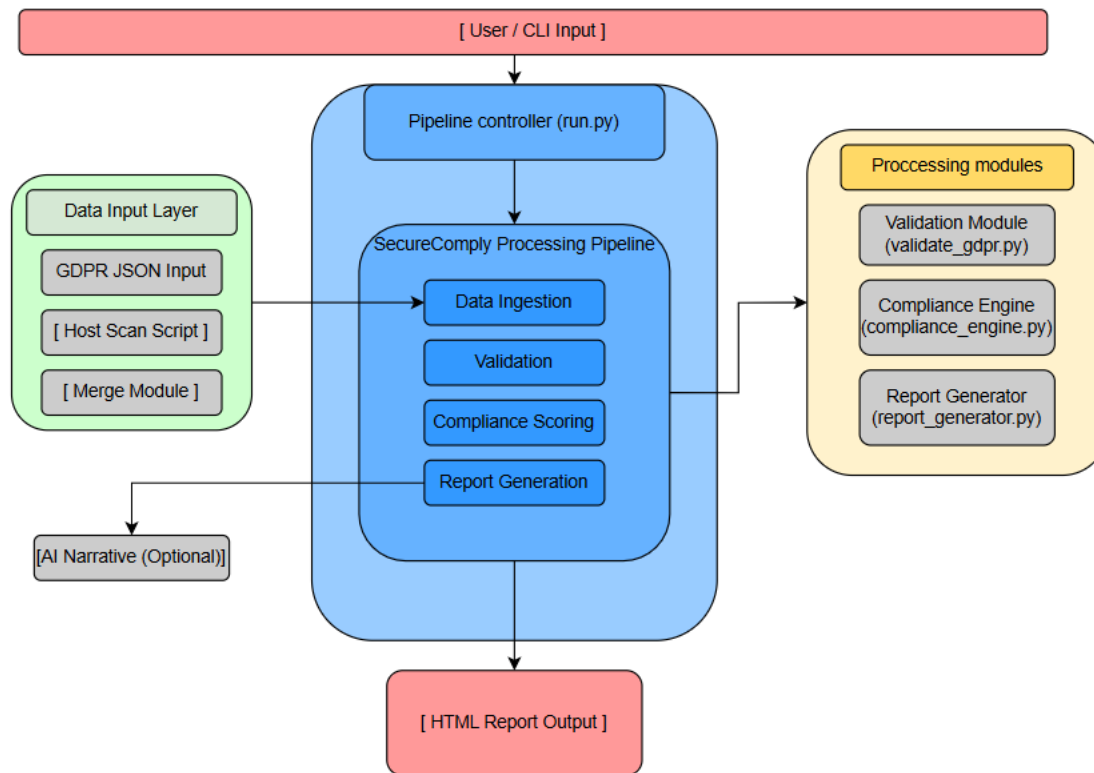 [ User / CLI Input ]
Pipeline controller (run.py)
Data Input Layer
GDPR JSON Input
[ Host Scan Script ]
[ Merge Module ]
SecureComply Processing Pipeline
Data Ingestion
Validation
Compliance Scoring
Report Generation
Proccessing modules
Validation Module
(validate_gdpr.py)
Compliance Engine
(compliance_engine.py)
Report Generator
(report_generator.py)
[AI Narrative (Optional)]
[ HTML Report Output ]